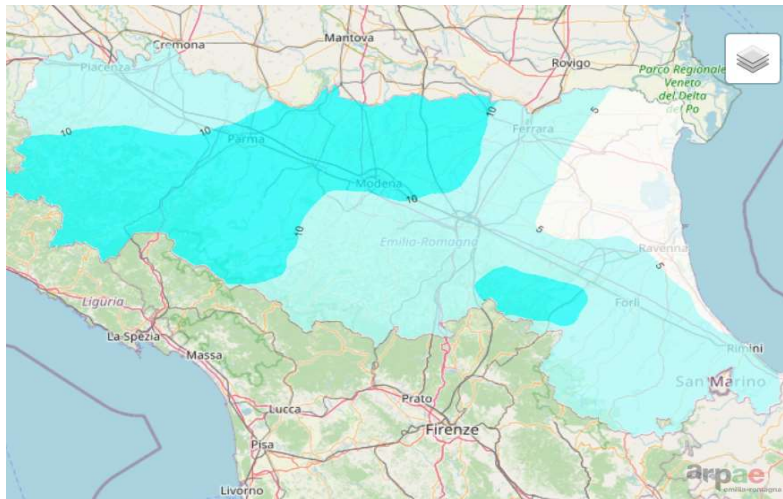 Cremona
Mantova
Rovigo
Piacenza
Parco Regionale
Veneto
del Delta
del Po
5
10
10
10
Ferrara
Parma
Modena
10
10
5
Emilia-Romagna
Ravenna
5
Liguria
Forlì
La Spezia
Rimini
Massa
San Marino
Prato
Lucca
Firenze
Pisa
Livorno
arpae
emilia-romagna